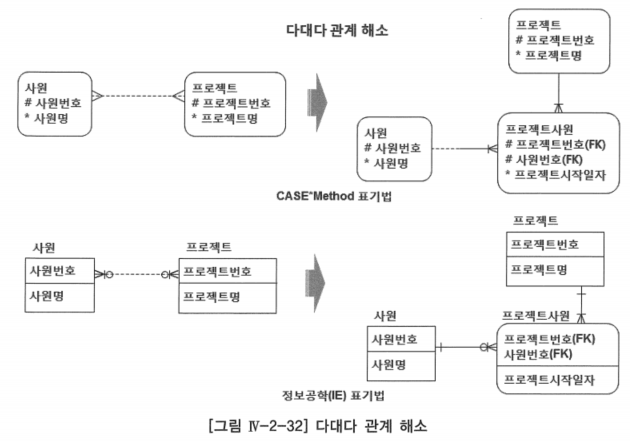 다대다 관계 해소
사원
# 사원번호
* 사원명
프로젝트
# 프로젝트번호
* 프로젝트명
프로젝트
# 프로젝트번호
* 프로젝트명
사원
# 사원번호
* 사원명
프로젝트사원
# 프로젝트번호(FK)
# 사원번호(FK)
* 프로젝트시작일자
CASE*Method 표기법
사원
사원번호
사원명
프로젝트
프로젝트번호
프로젝트명
프로젝트
프로젝트번호
프로젝트명
사원
사원번호
사원명
프로젝트사원
프로젝트번호(FK)
사원번호(FK)
프로젝트시작일자
정보공학(IE) 표기법
[그림 Ⅳ-2-32] 다대다 관계 해소